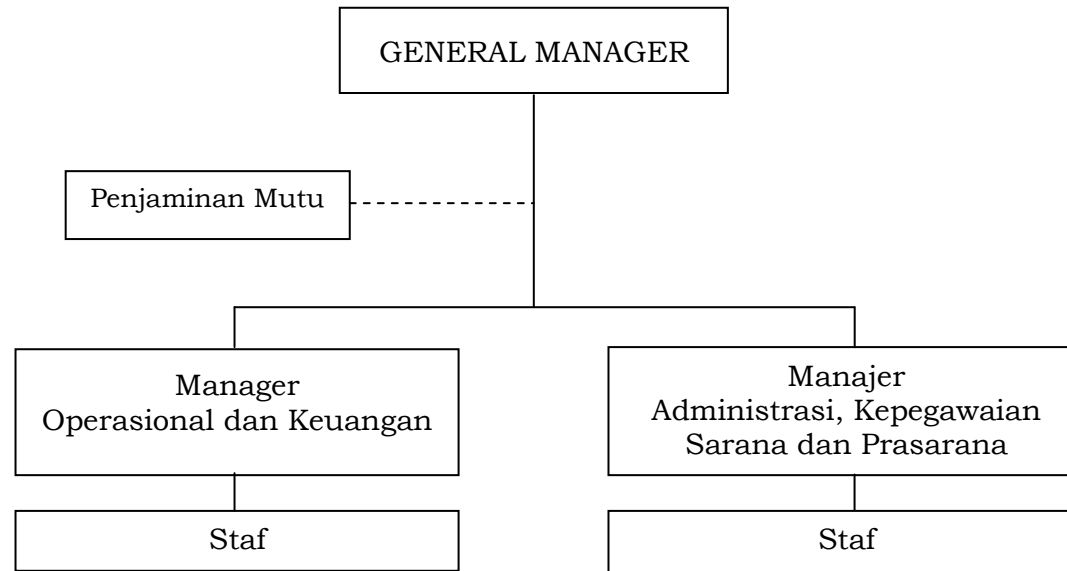 GENERAL MANAGER
Penjaminan Mutu
Manager
Operasional dan Keuangan
Manajer
Administrasi, Kepegawaian
Sarana dan Prasarana
Staf
Staf